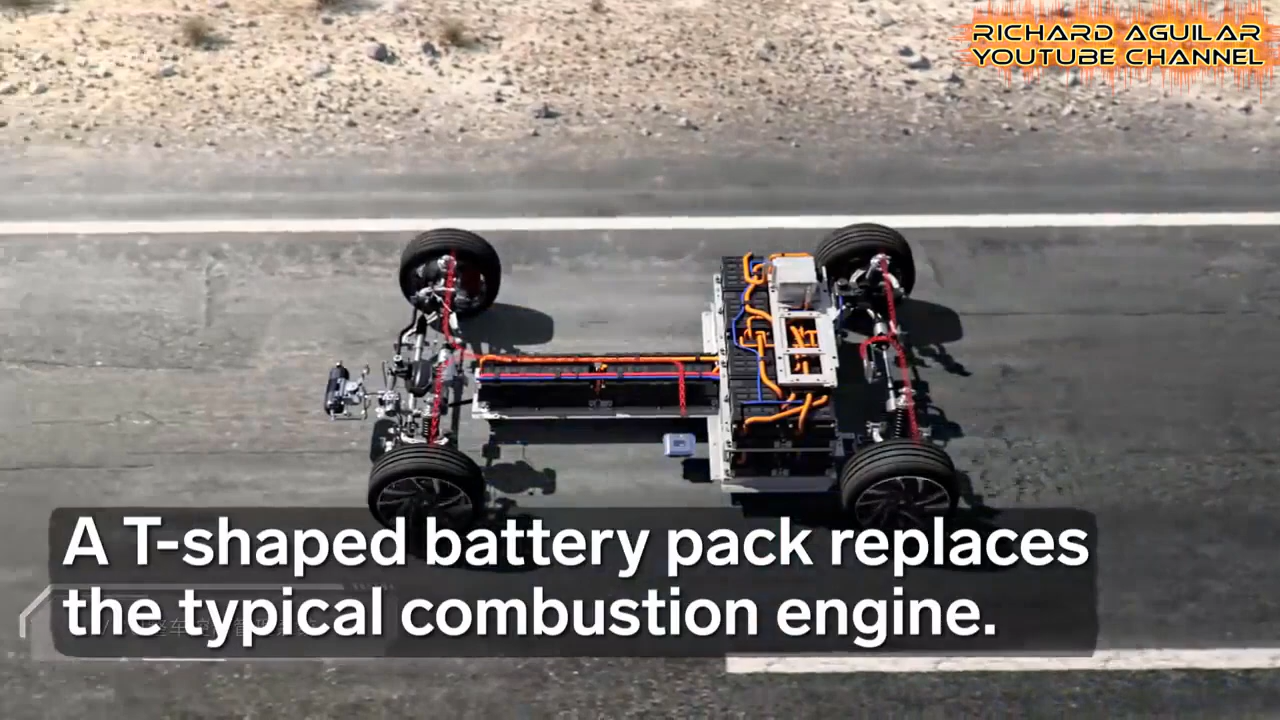 RICHARD AGUILAR
YOUTUBE CHANNEL
A T-shaped battery pack replaces
the typical combustion engine.